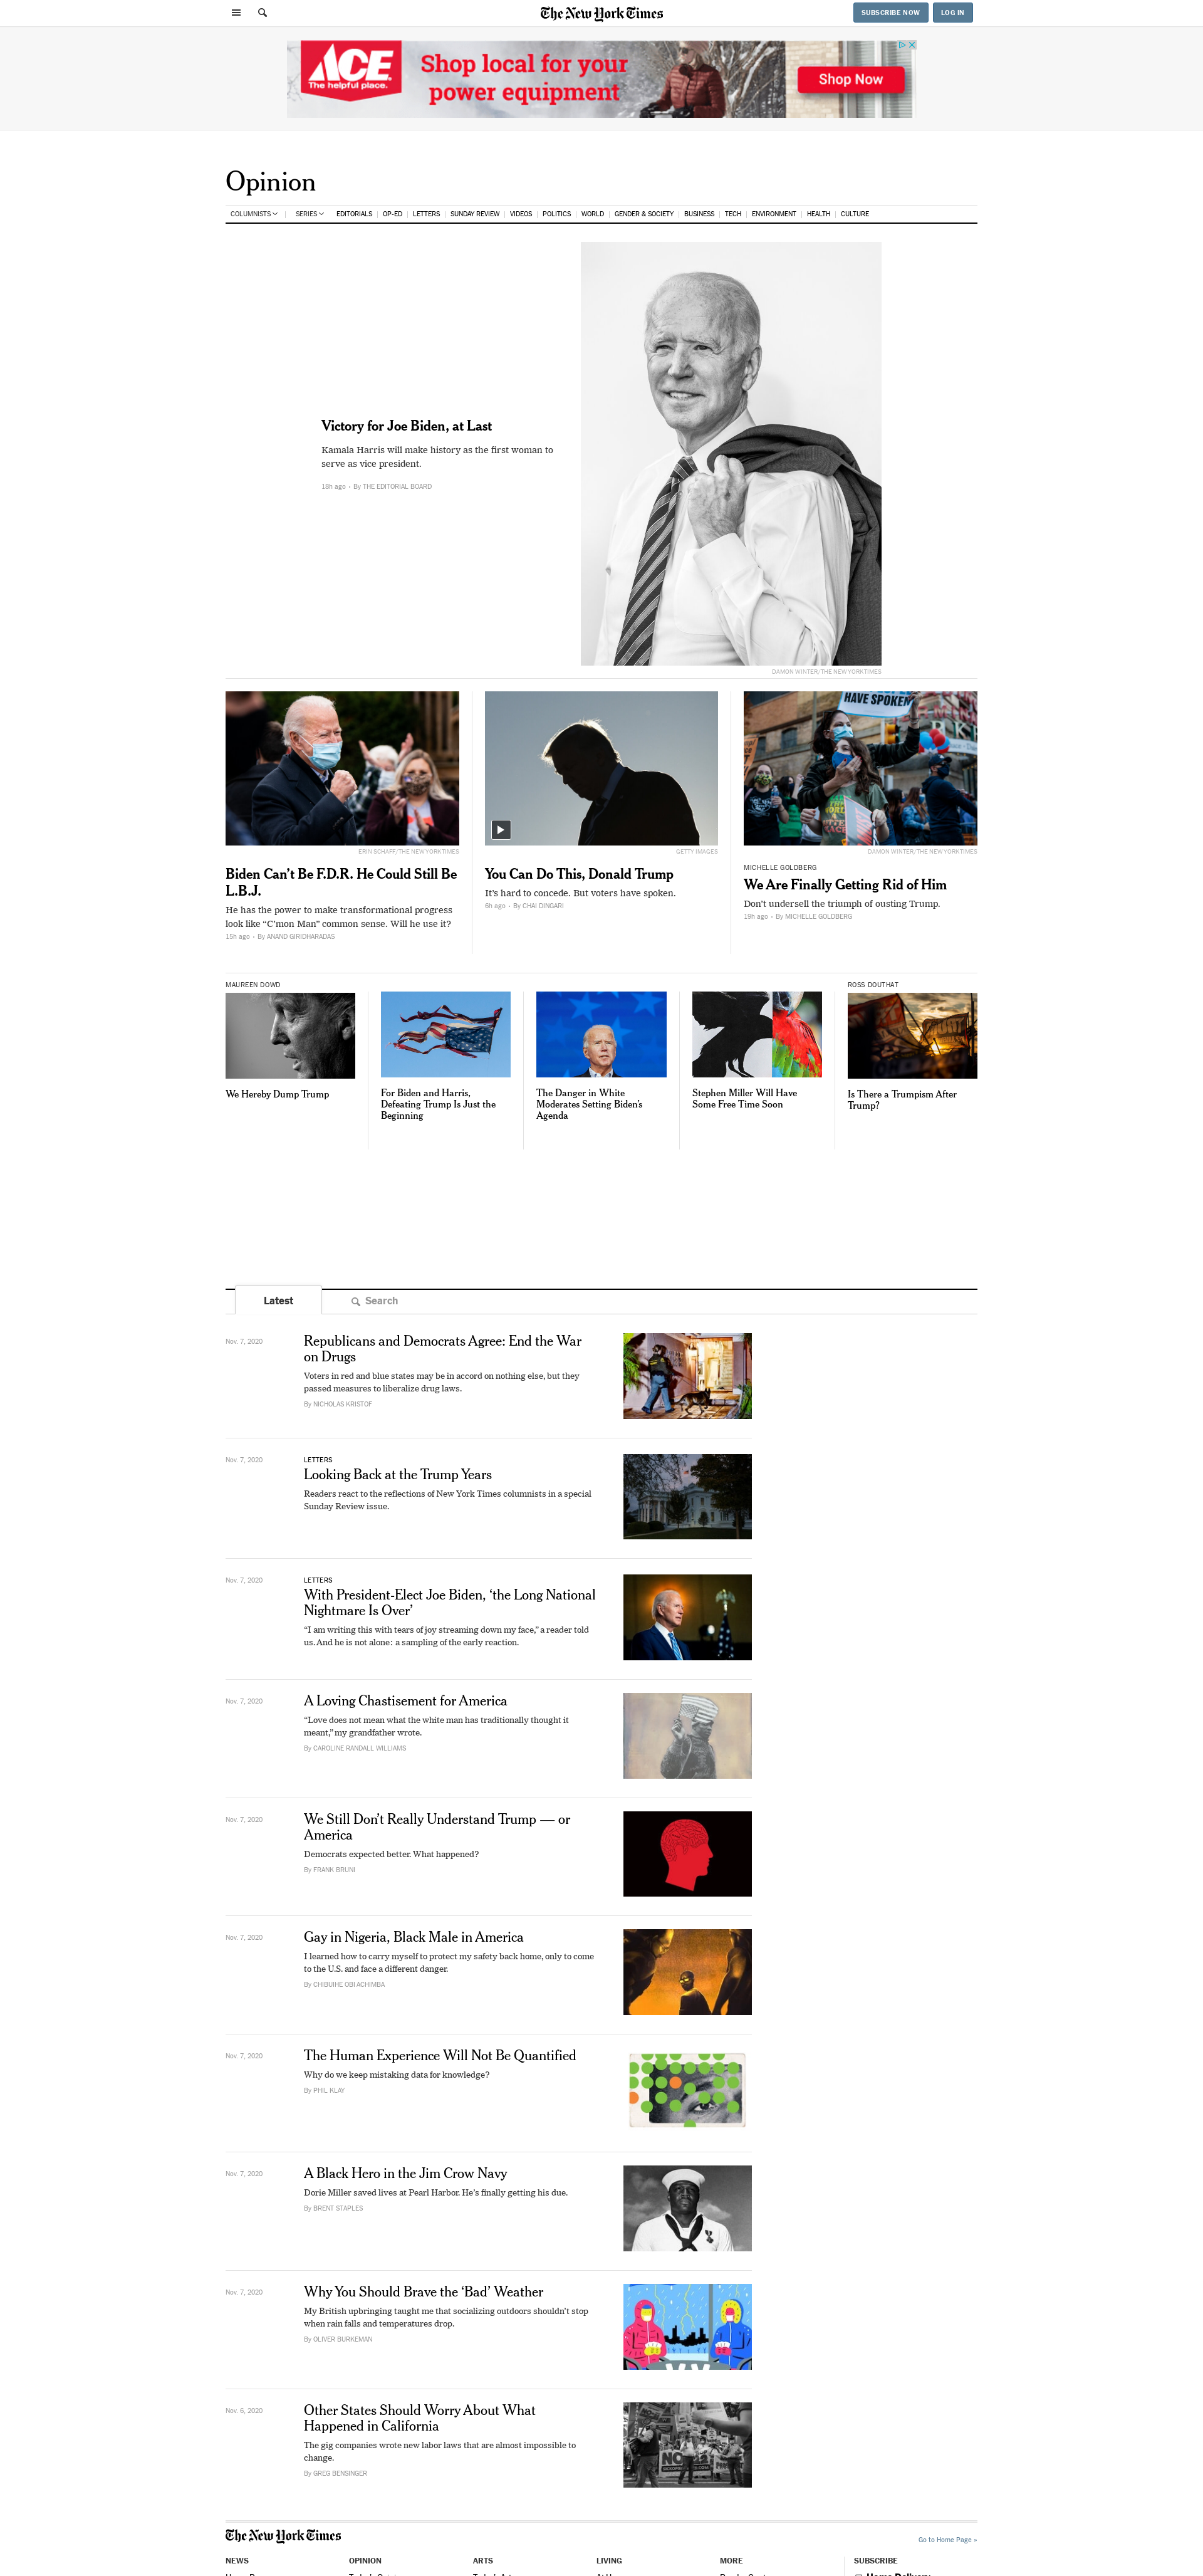 The New York Times
SUBSCRIBE NOW
LOG IN
ACE
The helpful place.
Shop local for your
power equipment
Shop Now
Opinion
COLUMNISTS
SERIES
EDITORIALS
OP-ED
LETTERS
SUNDAY REVIEW
VIDEOS
POLITICS
WORLD
GENDER & SOCIETY
BUSINESS
TECH
ENVIRONMENT
HEALTH
CULTURE
Victory for Joe Biden, at Last
Kamala Harris will make history as the first woman to
serve as vice president.
18h ago • By THE EDITORIAL BOARD
DAMON WINTER/THE NEW YORK TIMES
ERIN SCHAFF/THE NEW YORK TIMES
Biden Can’t Be F.D.R. He Could Still Be
L.B.J.
He has the power to make transformational progress
look like “C’mon Man” common sense. Will he use it?
15h ago • By ANAND GIRIDHARADAS
GETTY IMAGES
You Can Do This, Donald Trump
It’s hard to concede. But voters have spoken.
6h ago • By CHAI DINGARI
HAVE SPOKEN
DAMON WINTER/THE NEW YORK TIMES
MICHELLE GOLDBERG
We Are Finally Getting Rid of Him
Don’t undersell the triumph of ousting Trump.
19h ago • By MICHELLE GOLDBERG
MAUREEN DOWD
We Hereby Dump Trump
For Biden and Harris,
Defeating Trump Is Just the
Beginning
The Danger in White
Moderates Setting Biden’s
Agenda
Stephen Miller Will Have
Some Free Time Soon
ROSS DOUTHAT
Is There a Trumpism After
Trump?
Latest
Search
Nov. 7, 2020
Republicans and Democrats Agree: End the War
on Drugs
Voters in red and blue states may be in accord on nothing else, but they
passed measures to liberalize drug laws.
By NICHOLAS KRISTOF
Nov. 7, 2020
LETTERS
Looking Back at the Trump Years
Readers react to the reflections of New York Times columnists in a special
Sunday Review issue.
Nov. 7, 2020
LETTERS
With President-Elect Joe Biden, ‘the Long National
Nightmare Is Over’
“I am writing this with tears of joy streaming down my face,” a reader told
us. And he is not alone: a sampling of the early reaction.
Nov. 7, 2020
A Loving Chastisement for America
“Love does not mean what the white man has traditionally thought it
meant,” my grandfather wrote.
By CAROLINE RANDALL WILLIAMS
Nov. 7, 2020
We Still Don’t Really Understand Trump — or
America
Democrats expected better. What happened?
By FRANK BRUNI
Nov. 7, 2020
Gay in Nigeria, Black Male in America
I learned how to carry myself to protect my safety back home, only to come
to the U.S. and face a different danger.
By CHIBUIHE OBI ACHIMBA
Nov. 7, 2020
The Human Experience Will Not Be Quantified
Why do we keep mistaking data for knowledge?
By PHIL KLAY
Nov. 7, 2020
A Black Hero in the Jim Crow Navy
Dorie Miller saved lives at Pearl Harbor. He’s finally getting his due.
By BRENT STAPLES
Nov. 7, 2020
Why You Should Brave the ‘Bad’ Weather
My British upbringing taught me that socializing outdoors shouldn’t stop
when rain falls and temperatures drop.
By OLIVER BURKEMAN
Nov. 6, 2020
Other States Should Worry About What
Happened in California
The gig companies wrote new labor laws that are almost impossible to
change.
By GREG BENSINGER
The New York Times
Go to Home Page »
NEWS
OPINION
ARTS
LIVING
MORE
SUBSCRIBE